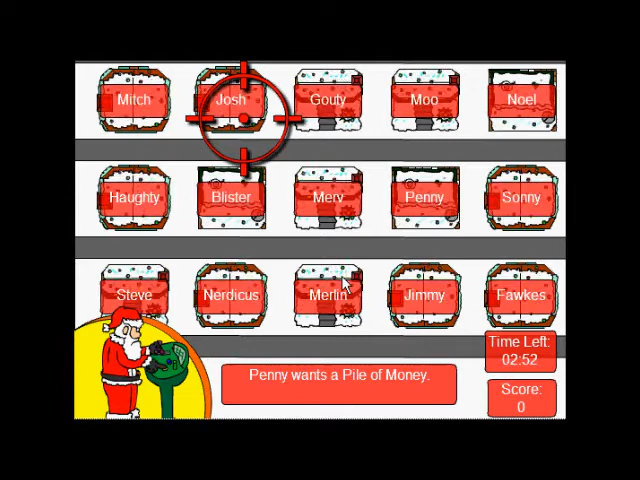 Mitch
Josh
Gouty
Moo
Noel
Haughty
Blister
Merv
Penny
Sonny
Steve
Nerdicus
Merlin
Jimmy
Fawkes
Time Left:
02:52
Penny wants a Pile of Money.
Score:
0